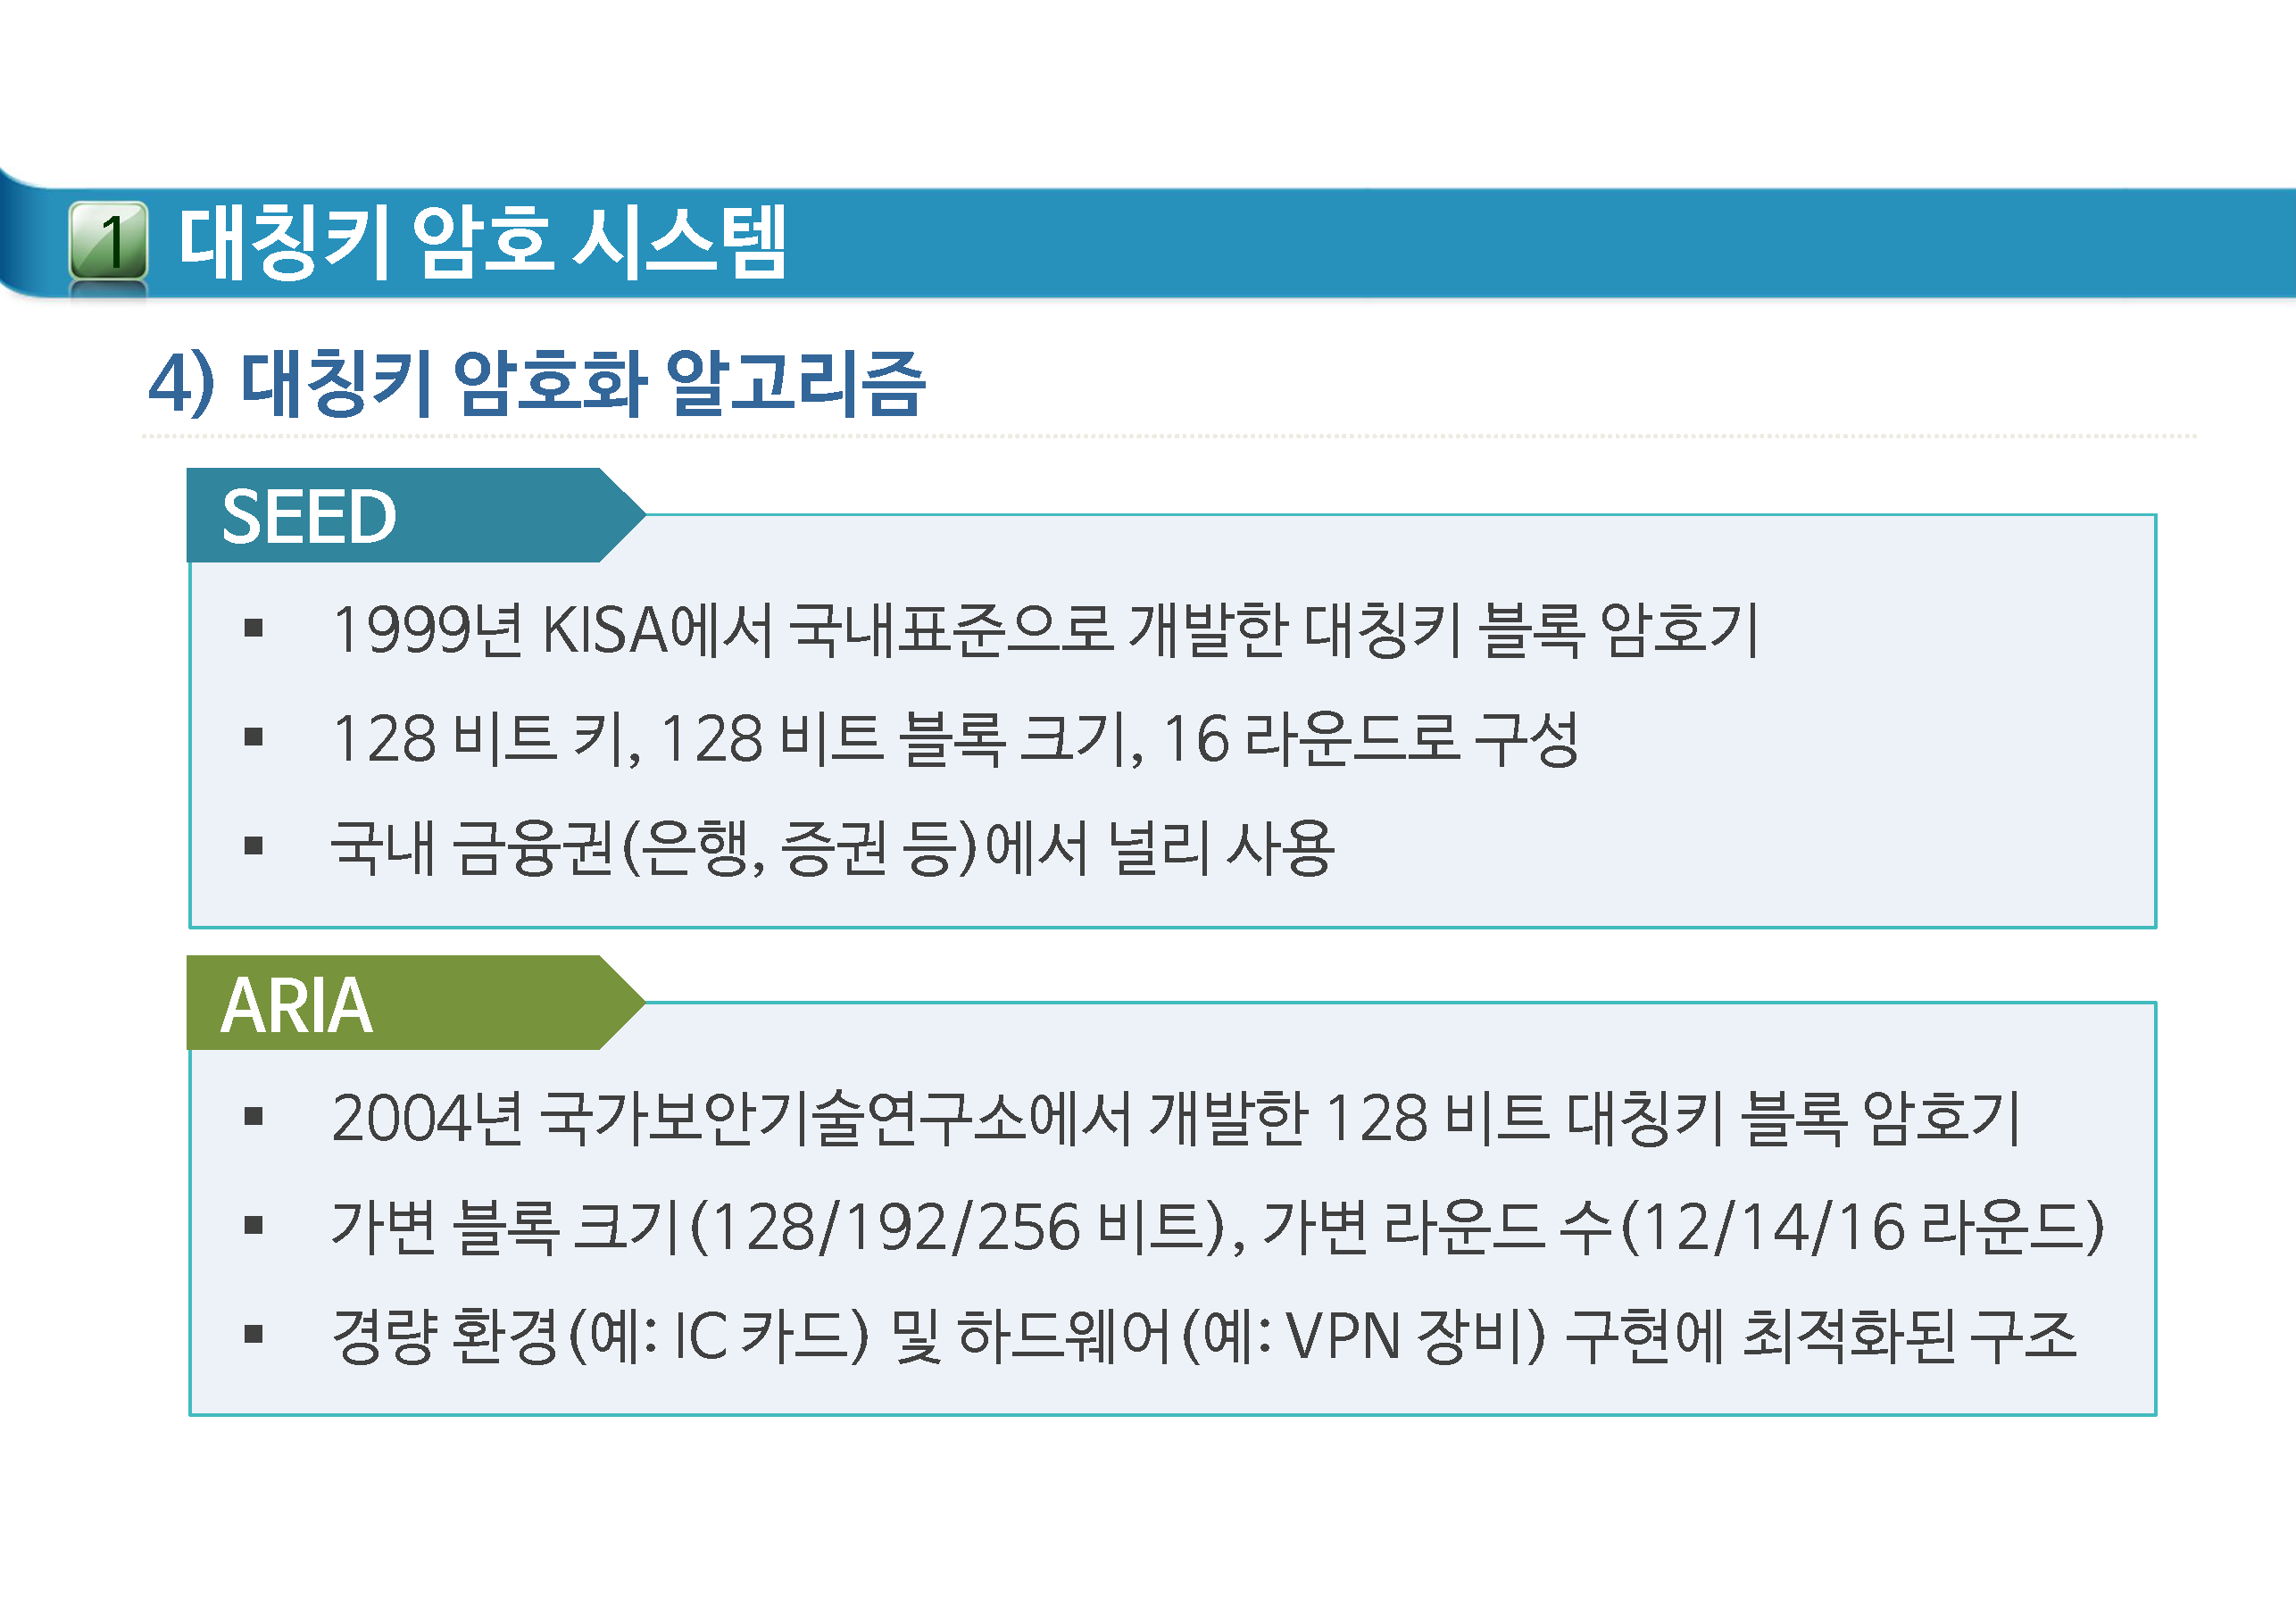 1 대칭키 암호 시스템
4) 대칭키 암호화 알고리즘
SEED
▪ 1999년 KISA에서 국내표준으로 개발한 대칭키 블록 암호기
▪ 128 비트 키, 128 비트 블록 크기, 16 라운드로 구성
▪ 국내 금융권(은행, 증권 등)에서 널리 사용
ARIA
▪ 2004년 국가보안기술연구소에서 개발한 128 비트 대칭키 블록 암호기
▪ 가변 블록 크기(128/192/256 비트), 가변 라운드 수(12/14/16 라운드)
▪ 경량 환경(예: IC 카드) 및 하드웨어(예: VPN 장비) 구현에 최적화된 구조